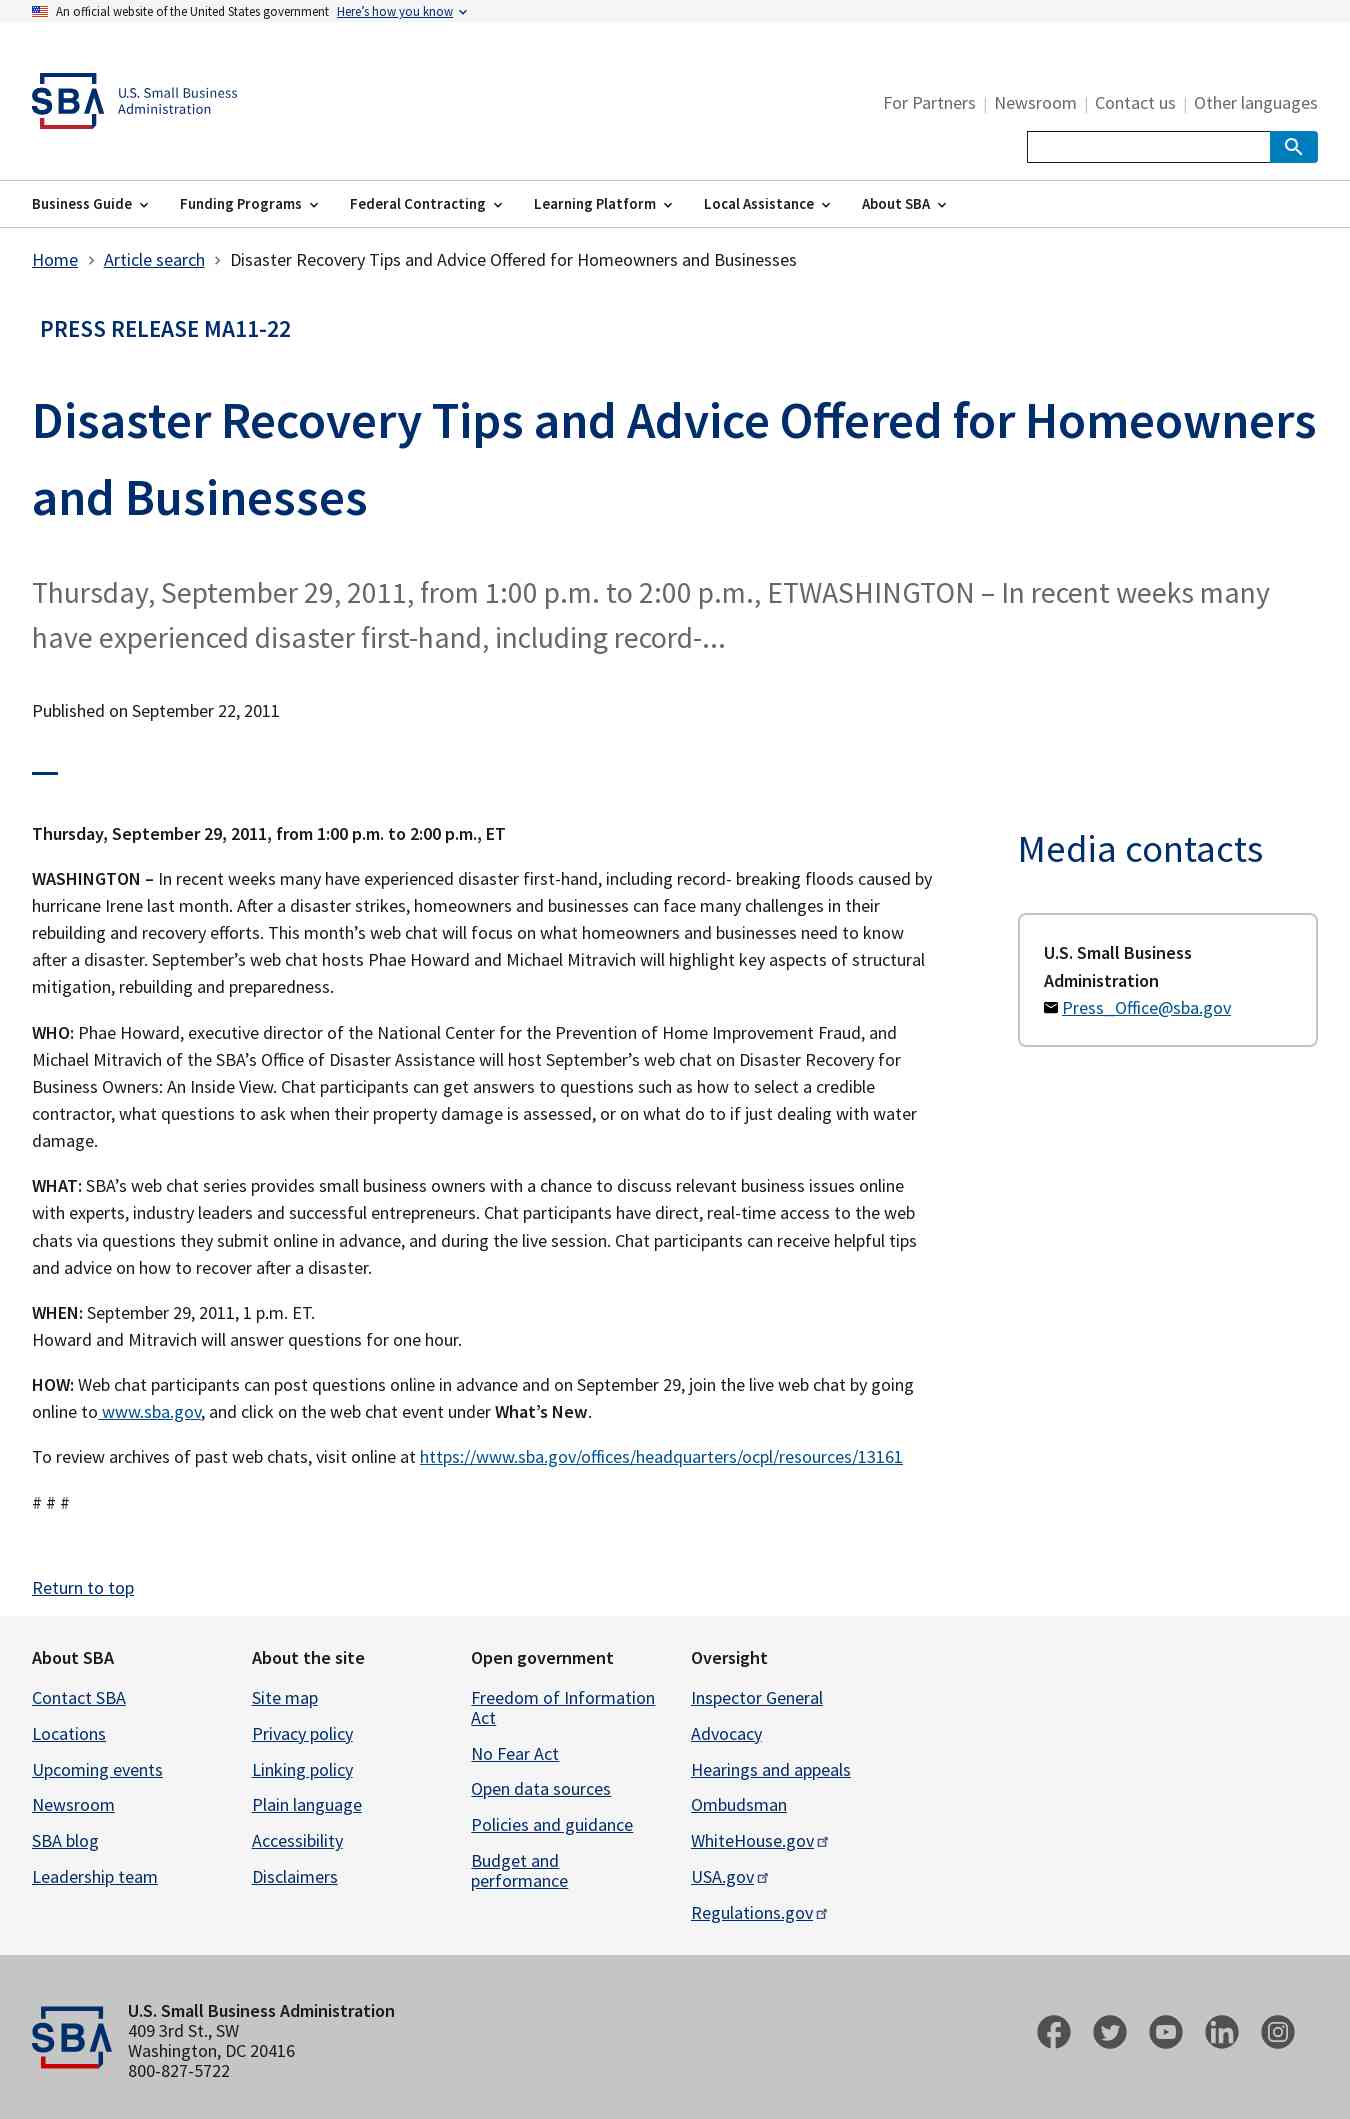 An official website of the United States government Here’s how you know
SBA
U.S. Small Business
Administration
For Partners | Newsroom | Contact us | Other languages
Business Guide Funding Programs Federal Contracting Learning Platform Local Assistance About SBA
Home Article search Disaster Recovery Tips and Advice Offered for Homeowners and Businesses
PRESS RELEASE MA11-22
Disaster Recovery Tips and Advice Offered for Homeowners
and Businesses
Thursday, September 29, 2011, from 1:00 p.m. to 2:00 p.m., ETWASHINGTON – In recent weeks many
have experienced disaster first-hand, including record-...
Published on September 22, 2011
Thursday, September 29, 2011, from 1:00 p.m. to 2:00 p.m., ET
WASHINGTON – In recent weeks many have experienced disaster first-hand, including record- breaking floods caused by
hurricane Irene last month. After a disaster strikes, homeowners and businesses can face many challenges in their
rebuilding and recovery efforts. This month’s web chat will focus on what homeowners and businesses need to know
after a disaster. September’s web chat hosts Phae Howard and Michael Mitravich will highlight key aspects of structural
mitigation, rebuilding and preparedness.
WHO: Phae Howard, executive director of the National Center for the Prevention of Home Improvement Fraud, and
Michael Mitravich of the SBA’s Office of Disaster Assistance will host September’s web chat on Disaster Recovery for
Business Owners: An Inside View. Chat participants can get answers to questions such as how to select a credible
contractor, what questions to ask when their property damage is assessed, or on what do to if just dealing with water
damage.
WHAT: SBA’s web chat series provides small business owners with a chance to discuss relevant business issues online
with experts, industry leaders and successful entrepreneurs. Chat participants have direct, real-time access to the web
chats via questions they submit online in advance, and during the live session. Chat participants can receive helpful tips
and advice on how to recover after a disaster.
WHEN: September 29, 2011, 1 p.m. ET.
Howard and Mitravich will answer questions for one hour.
HOW: Web chat participants can post questions online in advance and on September 29, join the live web chat by going
online to www.sba.gov, and click on the web chat event under What’s New.
To review archives of past web chats, visit online at https://www.sba.gov/offices/headquarters/ocpl/resources/13161
# # #
Media contacts
U.S. Small Business
Administration
Press_Office@sba.gov
Return to top
About SBA
Contact SBA
Locations
Upcoming events
Newsroom
SBA blog
Leadership team
About the site
Site map
Privacy policy
Linking policy
Plain language
Accessibility
Disclaimers
Open government
Freedom of Information
Act
No Fear Act
Open data sources
Policies and guidance
Budget and
performance
Oversight
Inspector General
Advocacy
Hearings and appeals
Ombudsman
WhiteHouse.gov
USA.gov
Regulations.gov
SBA
U.S. Small Business Administration
409 3rd St., SW
Washington, DC 20416
800-827-5722